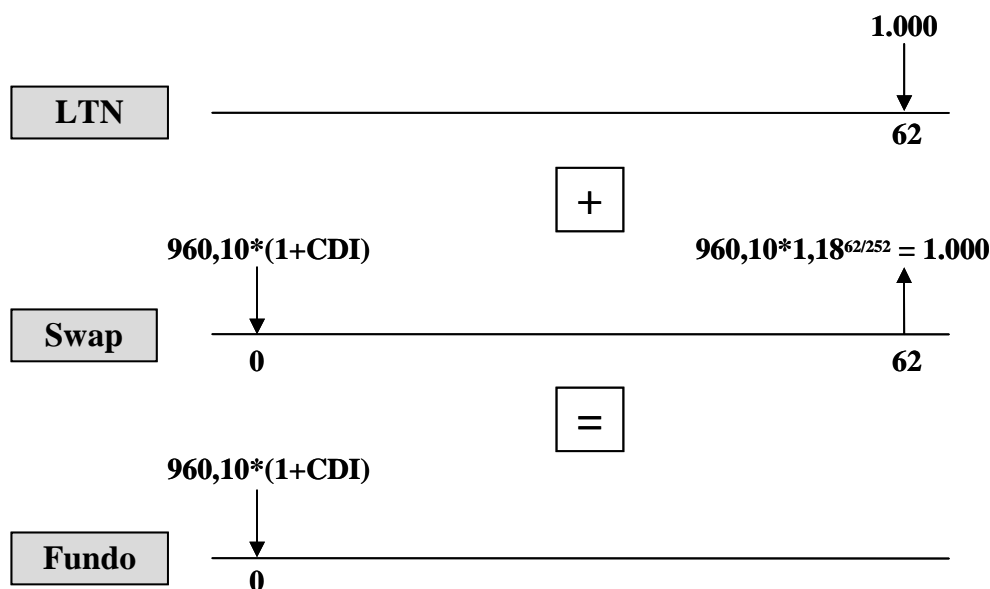 1.000
LTN
62
+
960,10*(1+CDI)
960,10*1,18^62/252 = 1.000
Swap
0
62
=
960,10*(1+CDI)
Fundo
0